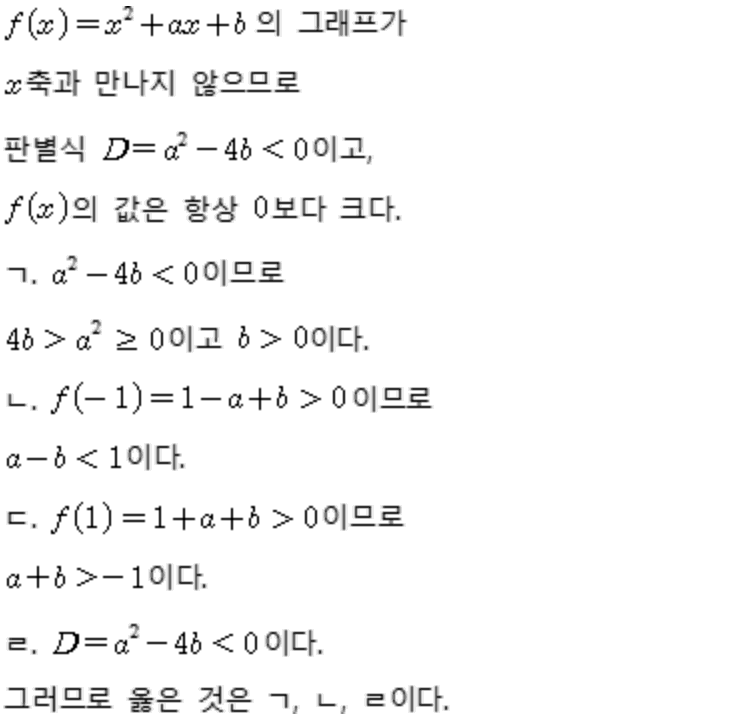 f(x)=x²+ax+b 의 그래프가
x축과 만나지 않으므로
판별식 D=a²-4b<0이고,
f(x)의 값은 항상 0보다 크다.
ㄱ. a²-4b<0이므로
4b>a²≥0이고 b>0이다.
ㄴ. f(-1)=1-a+b>0이므로
a-b<1이다.
ㄷ. f(1)=1+a+b>0이므로
a+b>-1이다.
ㄹ. D=a²-4b<0이다.
그러므로 옳은 것은 ㄱ, ㄴ, ㄹ이다.